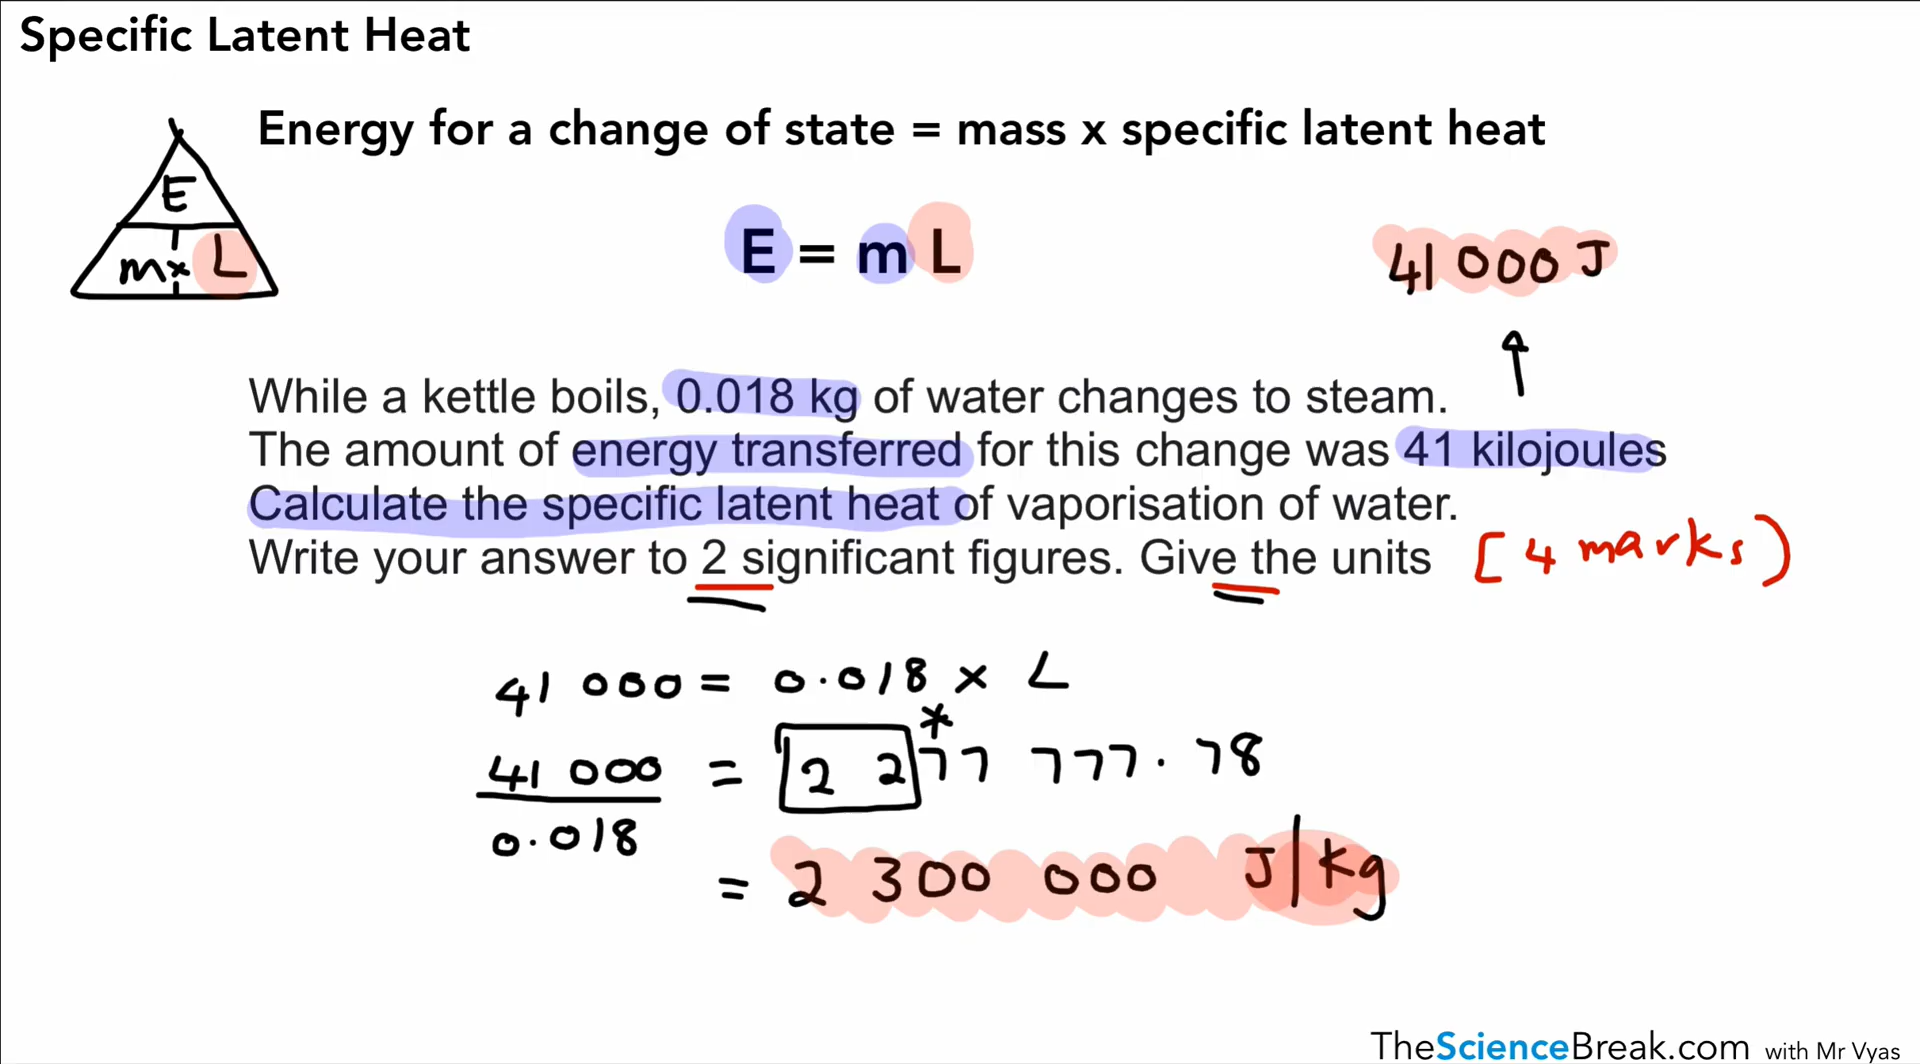 Specific Latent Heat
Energy for a change of state = mass x specific latent heat
E
m x L
E = m L
41 000 J
While a kettle boils, 0.018 kg of water changes to steam.
The amount of energy transferred for this change was 41 kilojoules
Calculate the specific latent heat of vaporisation of water.
Write your answer to 2 significant figures. Give the units [4 marks)
41 000 = 0.018 x L
*
41 000 = 2 277 777.78
0.018
= 2 300 000 J/kg
TheScienceBreak.com with Mr Vyas